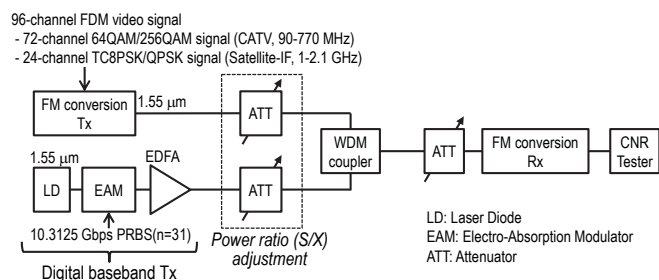 96-channel FDM video signal
- 72-channel 64QAM/256QAM signal (CATV, 90-770 MHz)
- 24-channel TC8PSK/QPSK signal (Satellite-IF, 1-2.1 GHz)
FM conversion
Tx
1.55 μm
ATT
WDM
coupler
ATT
FM conversion
Rx
CNR
Tester
1.55 μm
EDFA
LD
EAM
ATT
10.3125 Gbps PRBS(n=31)
Digital baseband Tx
Power ratio (S/X)
adjustment
LD: Laser Diode
EAM: Electro-Absorption Modulator
ATT: Attenuator